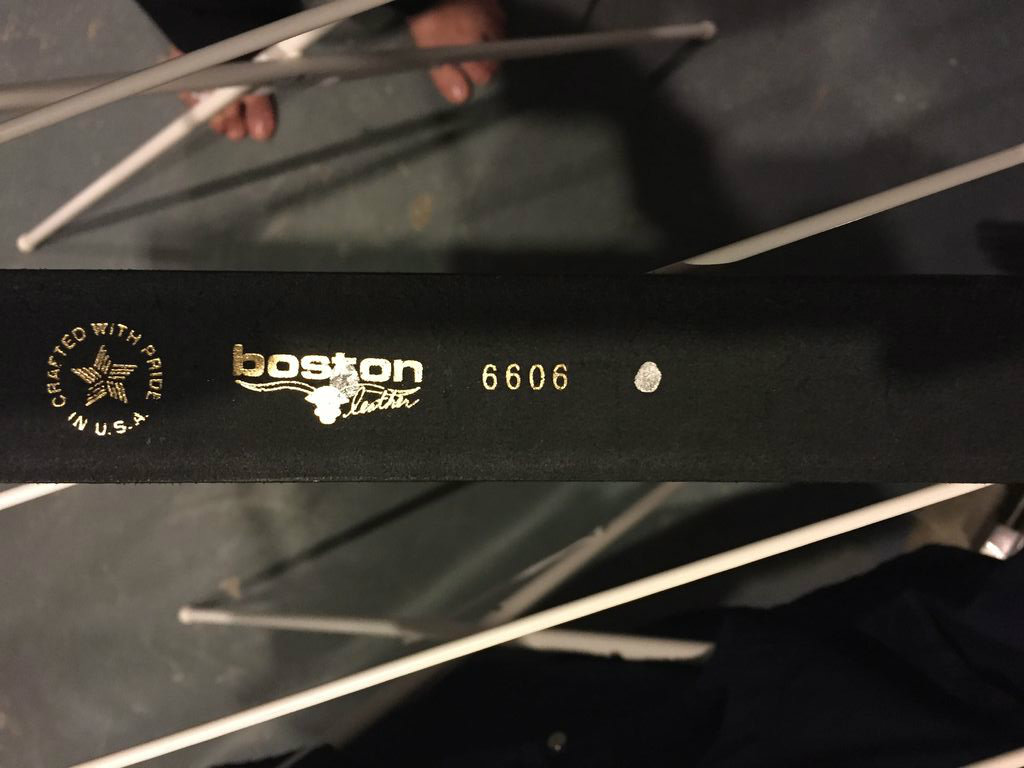 CRAFTED WITH PRIDE
IN U.S.A.
boston
leather
6606